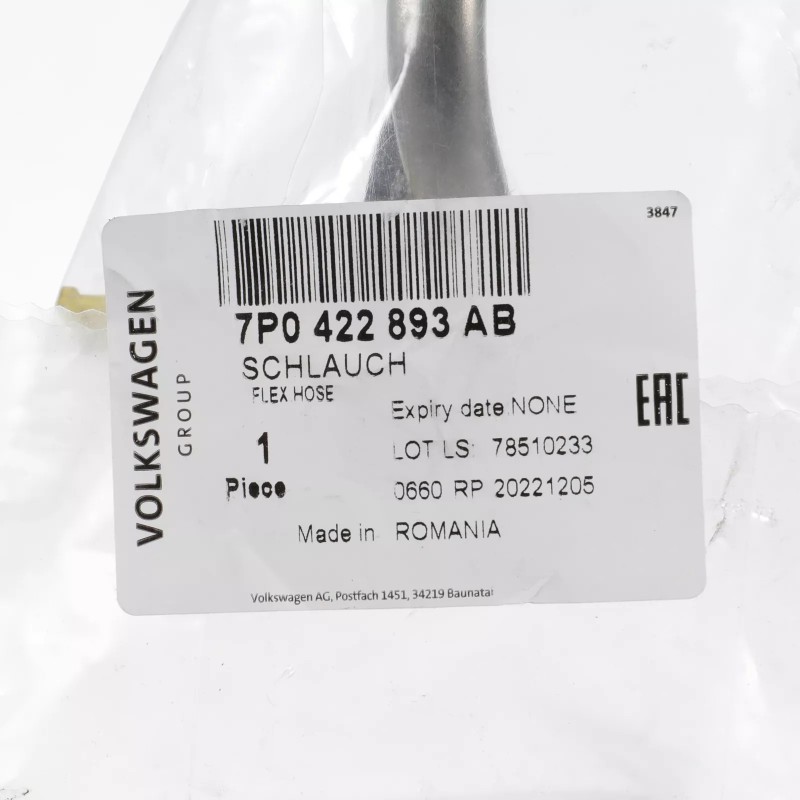 3847
VOLKSWAGEN
GROUP
7P0 422 893 AB
SCHLAUCH
FLEX HOSE
Expiry date NONE
EAC
1
LOT LS: 78510233
Piece
0660 RP 20221205
Made in ROMANIA
Volkswagen AG, Postfach 1451, 34219 Baunatal